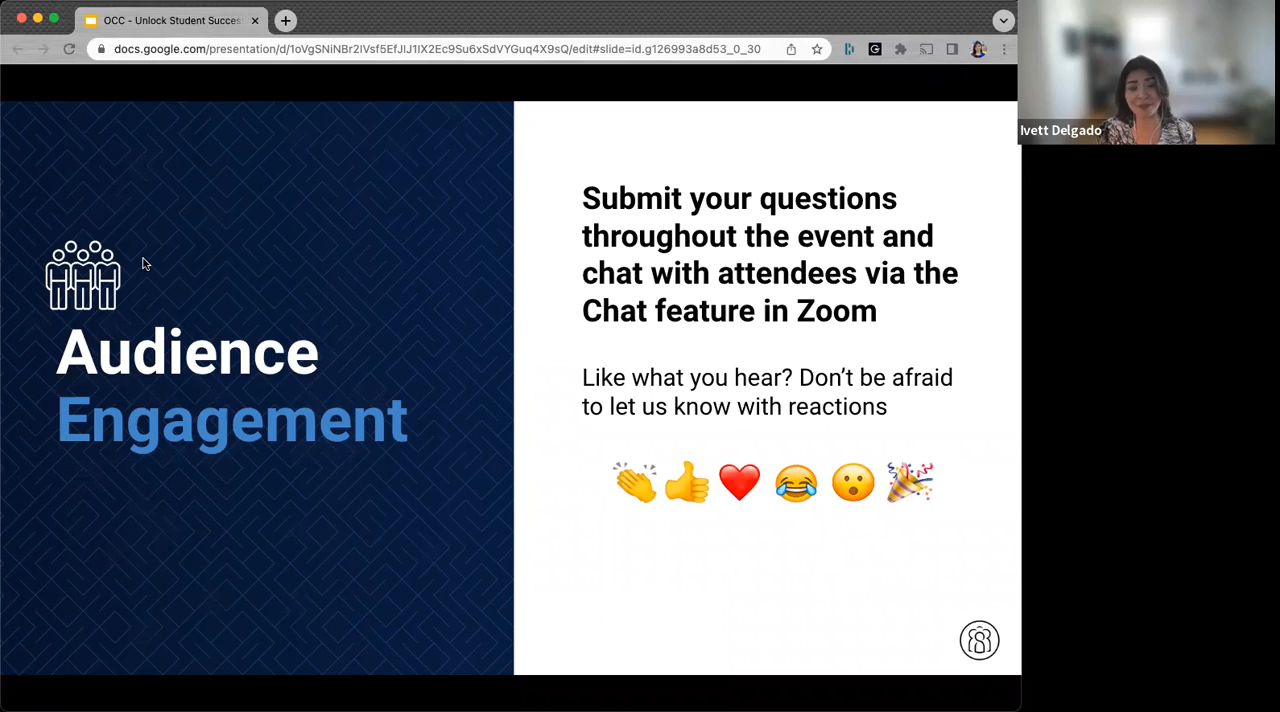 OCC - Unlock Student Succes
docs.google.com/presentation/d/1oVgSNiNBr2lVsf5EfJlJ1lX2Ec9Su6xSdVYGuq4X9sQ/edit#slide=id.g126993a8d53_0_30
Ivett Delgado
Audience
Engagement
Submit your questions
throughout the event and
chat with attendees via the
Chat feature in Zoom
Like what you hear? Don’t be afraid
to let us know with reactions